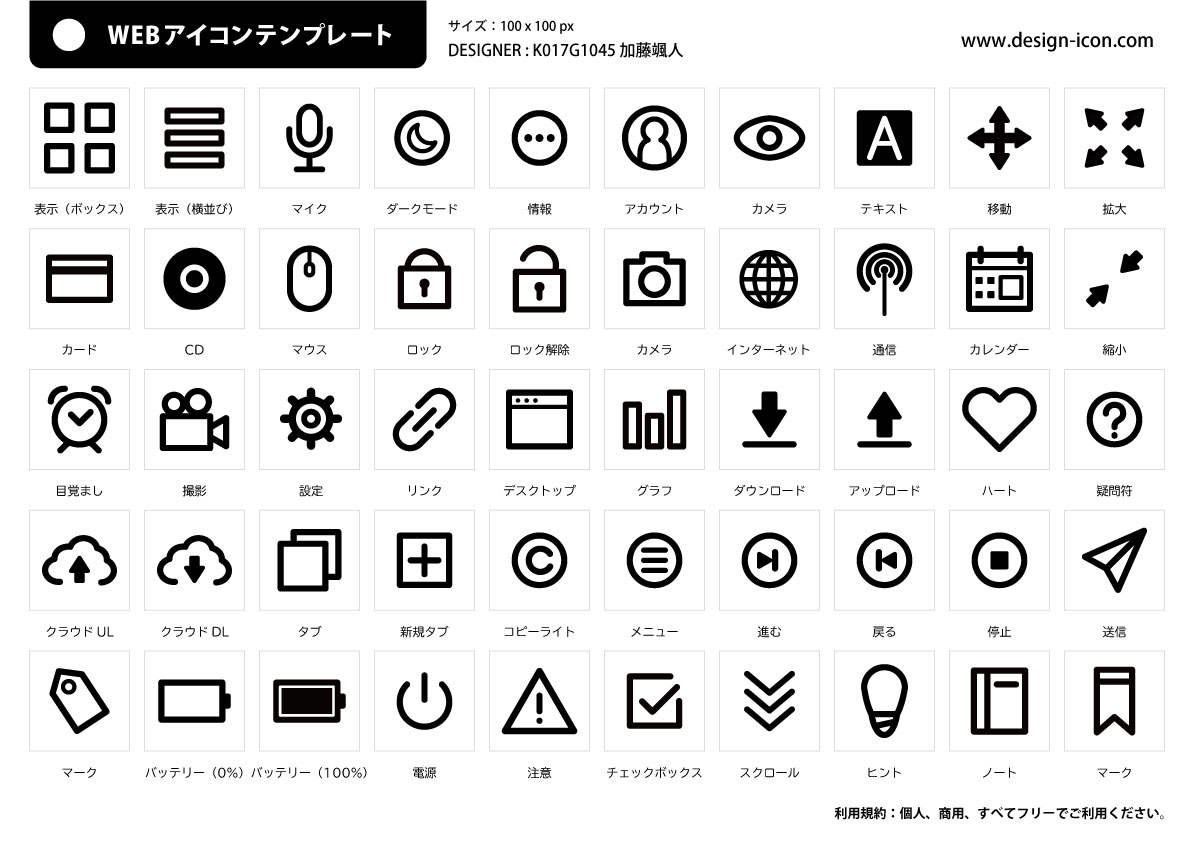 WEBアイコンテンプレート
サイズ：100 x 100 px
DESIGNER : K017G1045 加藤颯人
www.design-icon.com
表示（ボックス） 表示（横並び） マイク ダークモード 情報 アカウント カメラ テキスト 移動 拡大
カード CD マウス ロック ロック解除 カメラ インターネット 通信 カレンダー 縮小
目覚まし 撮影 設定 リンク デスクトップ グラフ ダウンロード アップロード ハート 疑問符
クラウド UL クラウド DL タブ 新規タブ コピーライト メニュー 進む 戻る 停止 送信
マーク バッテリー（0%） バッテリー（100%） 電源 注意 チェックボックス スクロール ヒント ノート マーク
利用規約：個人、商用、すべてフリーでご利用ください。